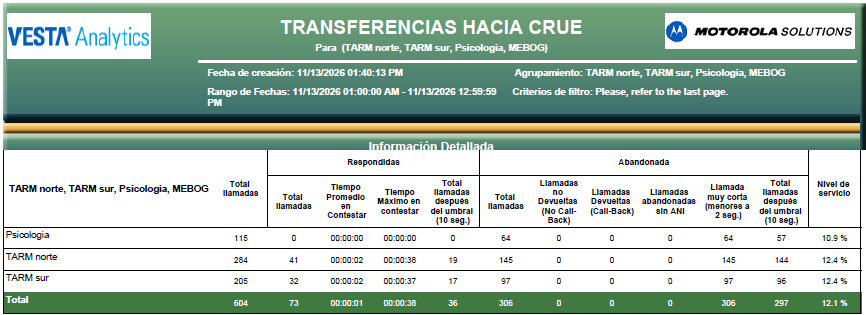 VESTA® Analytics
TRANSFERENCIAS HACIA CRUE
Para (TARM norte, TARM sur, Psicologia, MEBOG)
MOTOROLA SOLUTIONS
Fecha de creación: 11/13/2026 01:40:13 PM
Agrupamiento: TARM norte, TARM sur, Psicologia, MEBOG
Rango de Fechas: 11/13/2026 01:00:00 AM - 11/13/2026 12:59:59
PM
Criterios de filtro: Please, refer to the last page.
Información Detallada
TARM norte, TARM sur, Psicologia, MEBOG
Total
llamadas
Respondidas
Total
llamadas
Tiempo
Promedio
en
Contestar
Tiempo
Máximo en
contestar
Total
llamadas
después
del umbral
(10 seg.)
Abandonada
Total
llamadas
Llamadas
no
Devueltas
(No Call-
Back)
Llamadas
Devueltas
(Call-Back)
Llamadas
abandonadas
sin ANI
Llamada
muy corta
(menores a
2 seg.)
Total
llamadas
después
del umbral
(10 seg.)
Nivel de
servicio
Psicologia 115 0 00:00:00 00:00:00 0 64 0 0 0 64 57 10.9 %
TARM norte 284 41 00:00:02 00:00:38 19 145 0 0 0 145 144 12.4 %
TARM sur 205 32 00:00:02 00:00:37 17 97 0 0 0 97 96 12.4 %
Total 604 73 00:00:01 00:00:38 36 306 0 0 0 306 297 12.1 %